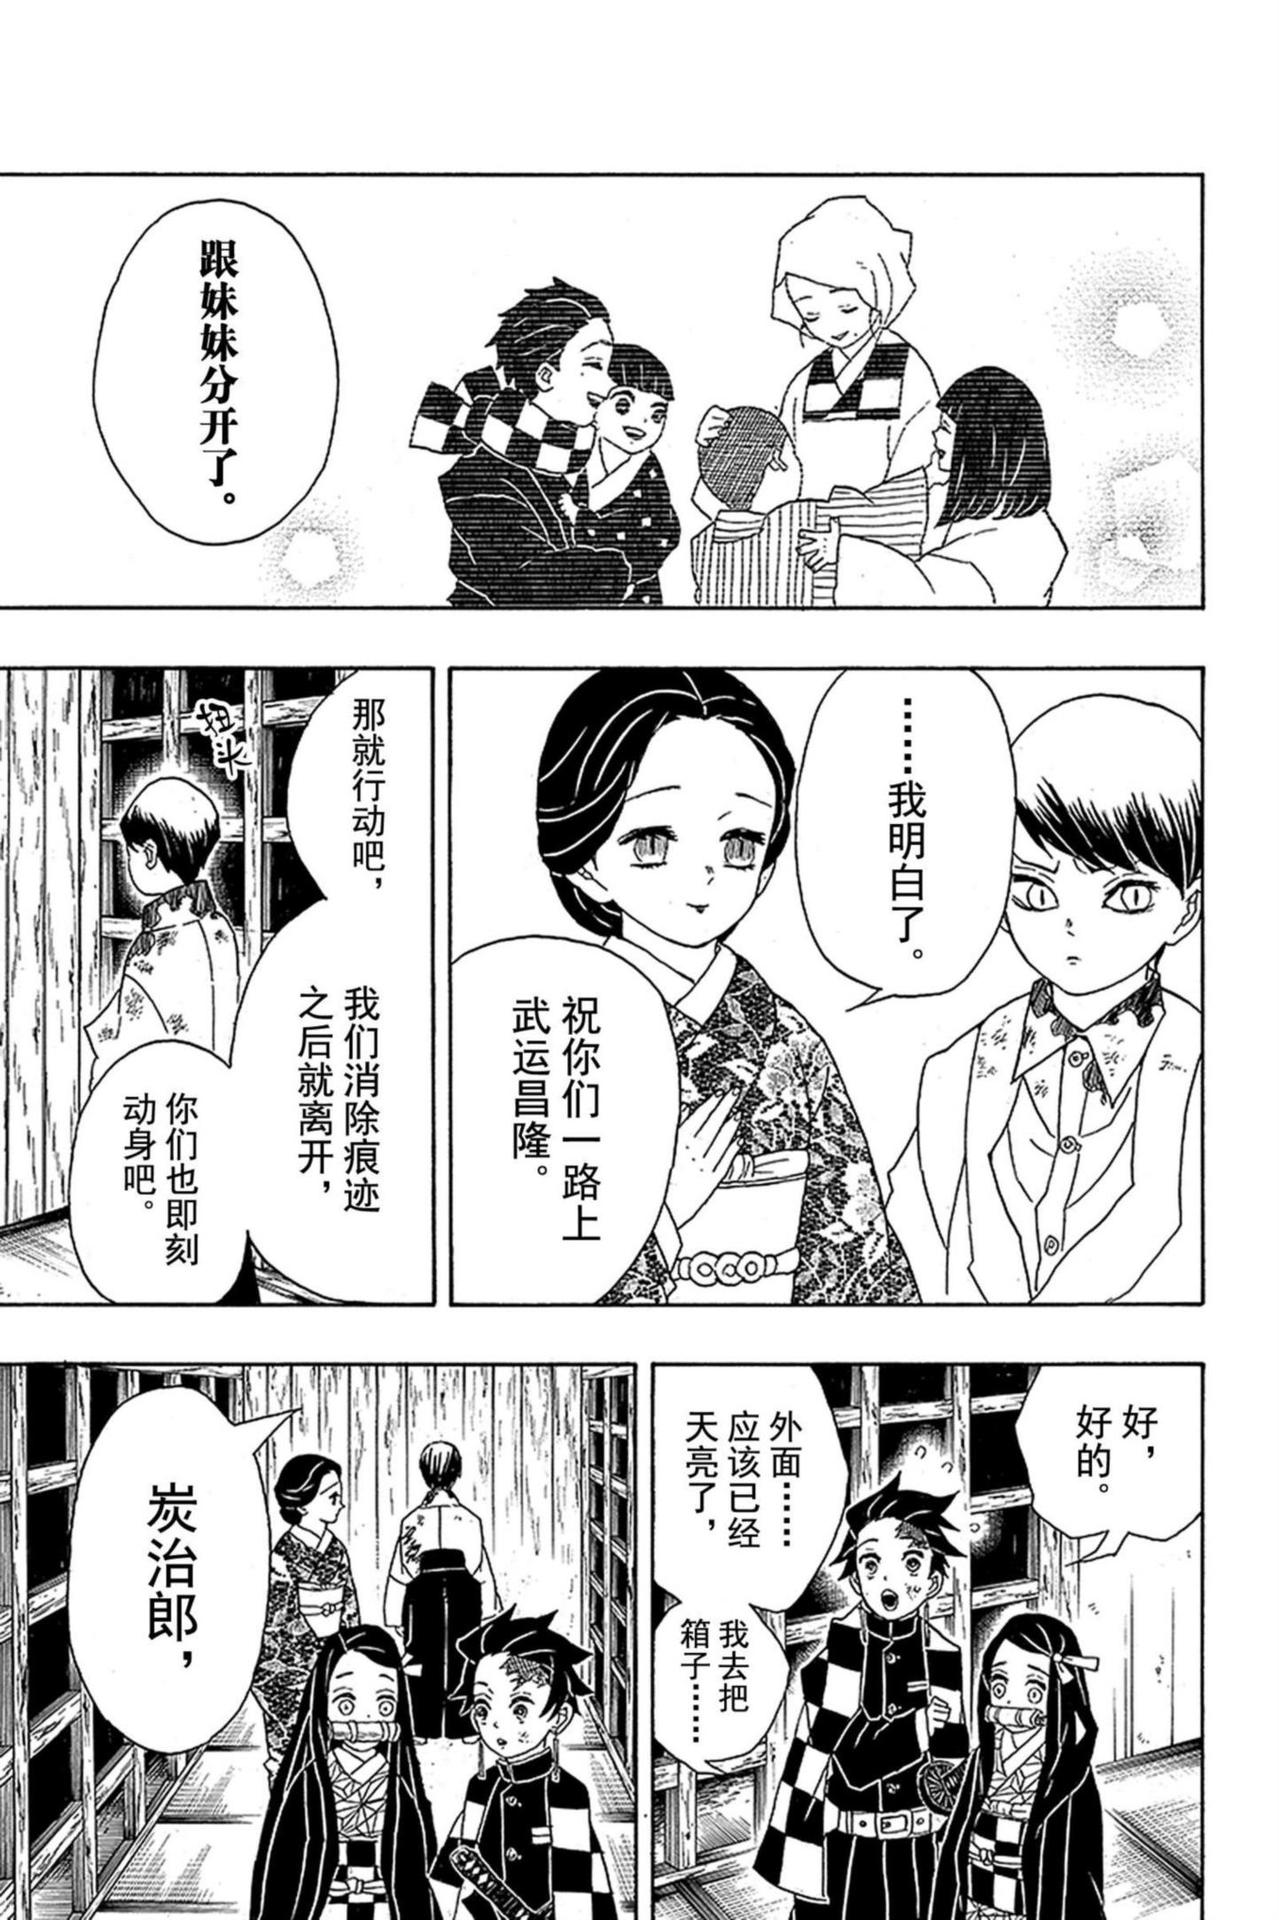 跟妹妹分开了。
……我明白了。
祝你们一路上
武运昌隆。
那就行动吧，
我们消除痕迹
之后就离开，
你们也即刻
动身吧。
扭头
好，
好的。
外面……
应该已经
天亮了，
我去把
箱子……
炭治郎，